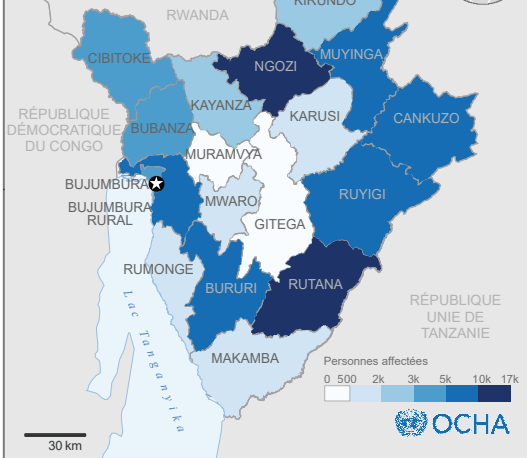 KIRUNDO
RWANDA
MUYINGA
CIBITOKE
NGOZI
KAYANZA
KARUSI
CANKUZO
RÉPUBLIQUE
DÉMOCRATIQUE
DU CONGO
BUBANZA
MURAMVYA
BUJUMBURA
RUYIGI
MWARO
BUJUMBURA
RURAL
GITEGA
RUMONGE
BURURI
RUTANA
Lac Tanganyika
RÉPUBLIQUE
UNIE DE
TANZANIE
MAKAMBA
Personnes affectées
0 500 2k 3k 5k 10k 17k
OCHA
30 km